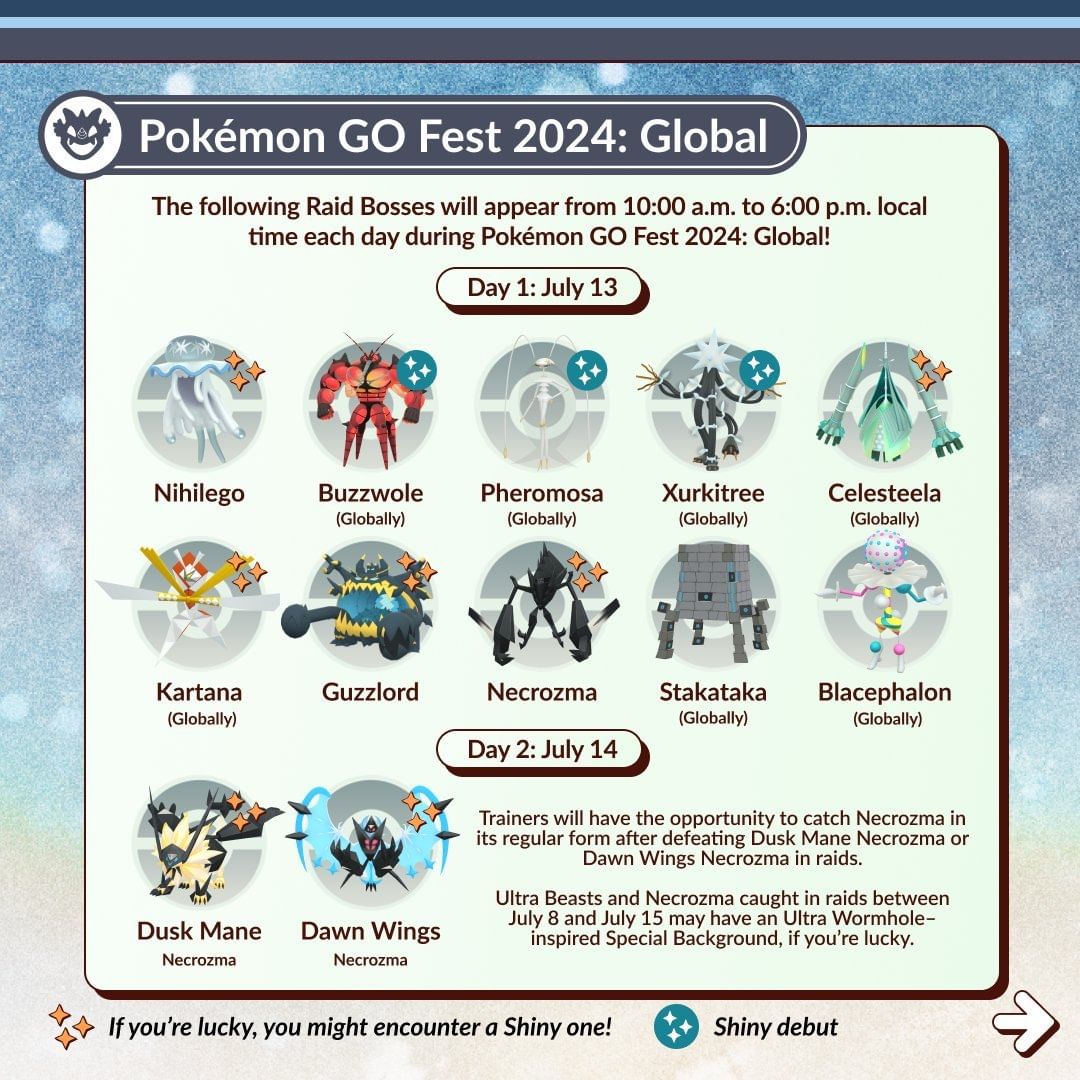 Pokémon GO Fest 2024: Global
The following Raid Bosses will appear from 10:00 a.m. to 6:00 p.m. local
time each day during Pokémon GO Fest 2024: Global!
Day 1: July 13
Nihilego
Buzzwole
(Globally)
Pheromosa
(Globally)
Xurkitree
(Globally)
Celesteela
(Globally)
Kartana
(Globally)
Guzzlord
Necrozma
Stakataka
(Globally)
Blacephalon
(Globally)
Day 2: July 14
Dusk Mane
Necrozma
Dawn Wings
Necrozma
Trainers will have the opportunity to catch Necrozma in
its regular form after defeating Dusk Mane Necrozma or
Dawn Wings Necrozma in raids.
Ultra Beasts and Necrozma caught in raids between
July 8 and July 15 may have an Ultra Wormhole–
inspired Special Background, if you’re lucky.
If you’re lucky, you might encounter a Shiny one!
Shiny debut